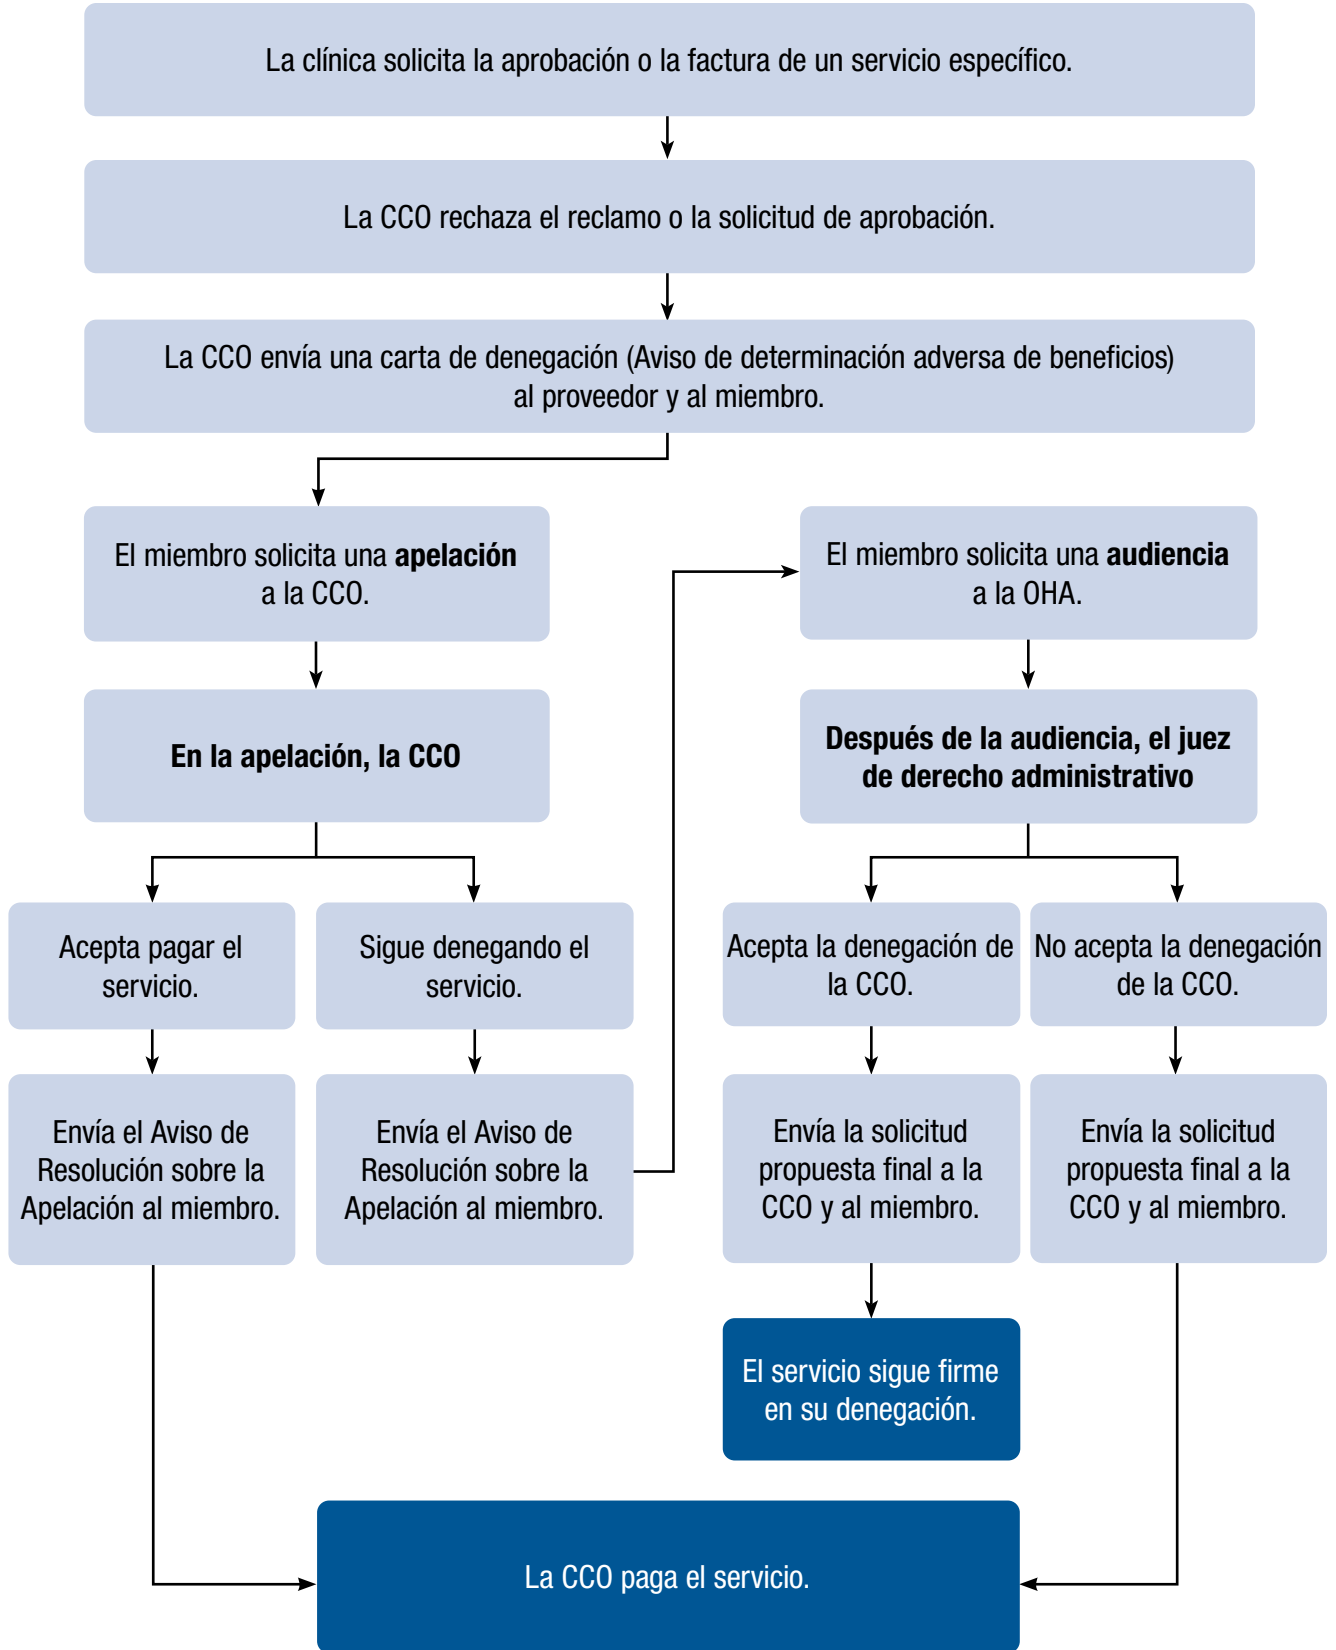 La clínica solicita la aprobación o la factura de un servicio específico.
La CCO rechaza el reclamo o la solicitud de aprobación.
La CCO envía una carta de denegación (Aviso de determinación adversa de beneficios)
al proveedor y al miembro.
El miembro solicita una apelación
a la CCO.
En la apelación, la CCO
Acepta pagar el
servicio.
Sigue denegando el
servicio.
Envía el Aviso de
Resolución sobre la
Apelación al miembro.
Envía el Aviso de
Resolución sobre la
Apelación al miembro.
El miembro solicita una audiencia
a la OHA.
Después de la audiencia, el juez
de derecho administrativo
Acepta la denegación de
la CCO.
No acepta la denegación
de la CCO.
Envía la solicitud
propuesta final a la
CCO y al miembro.
Envía la solicitud
propuesta final a la
CCO y al miembro.
El servicio sigue firme
en su denegación.
La CCO paga el servicio.